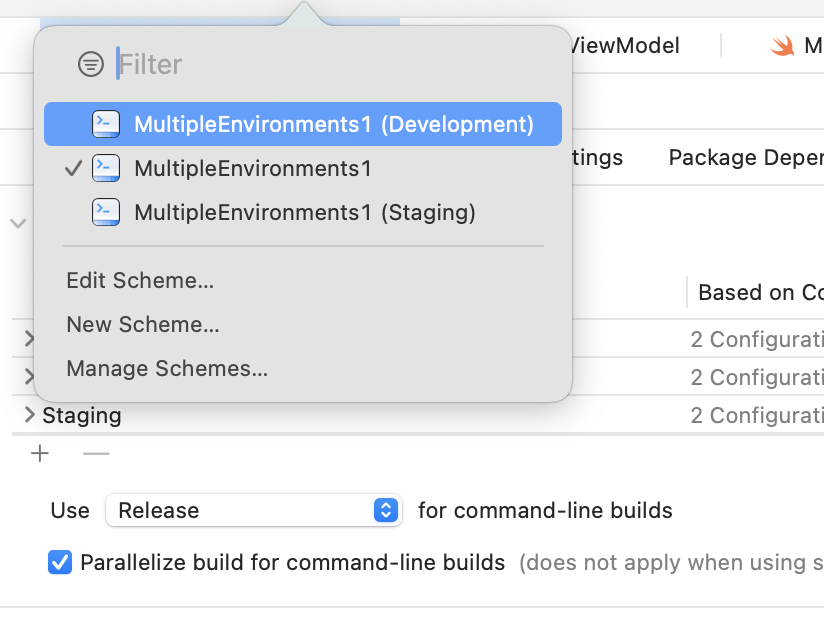 Filter
ViewModel
M
MultipleEnvironments1 (Development)
MultipleEnvironments1
tings
Package Depen
MultipleEnvironments1 (Staging)
Edit Scheme...
Based on Co
New Scheme...
2 Configurati
Manage Schemes...
2 Configurati
Staging
2 Configurati
Use Release for command-line builds
Parallelize build for command-line builds (does not apply when using s